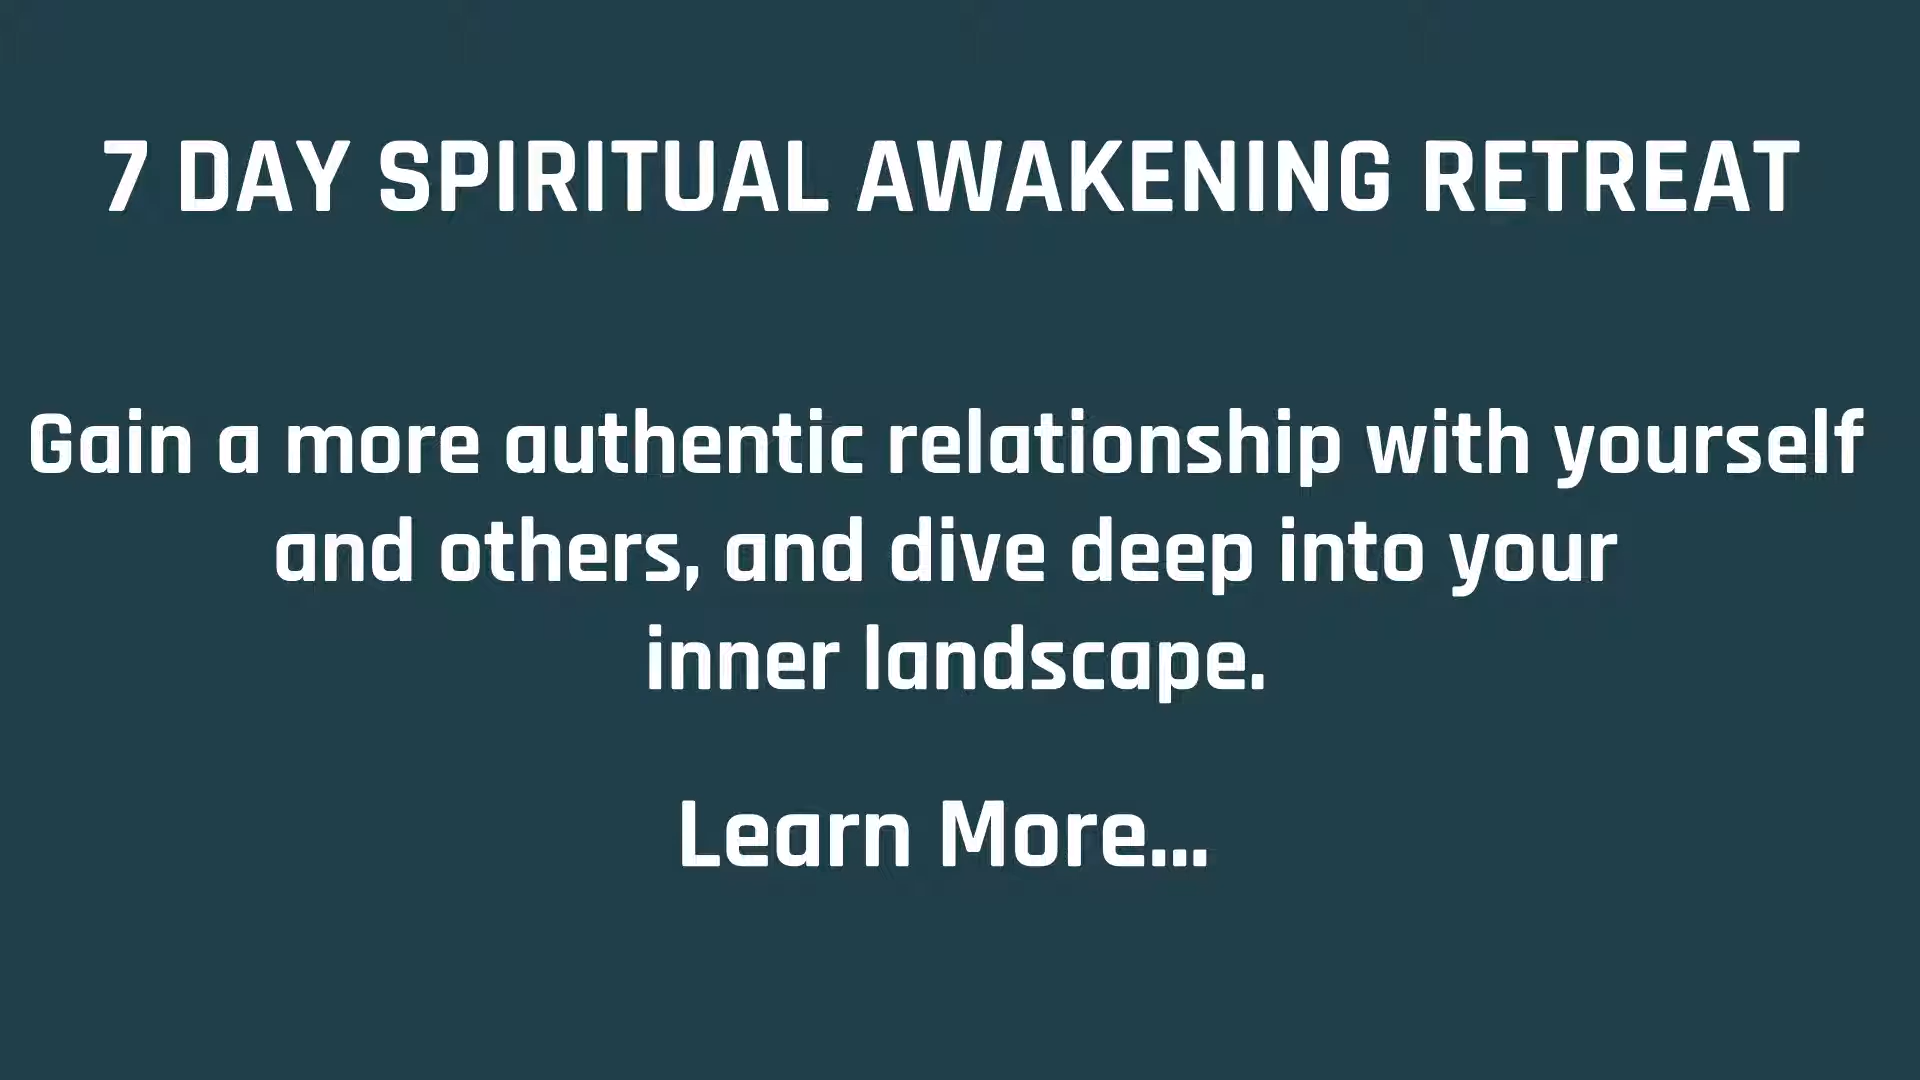 7 DAY SPIRITUAL AWAKENING RETREAT
Gain a more authentic relationship with yourself
and others, and dive deep into your
inner landscape.
Learn More...